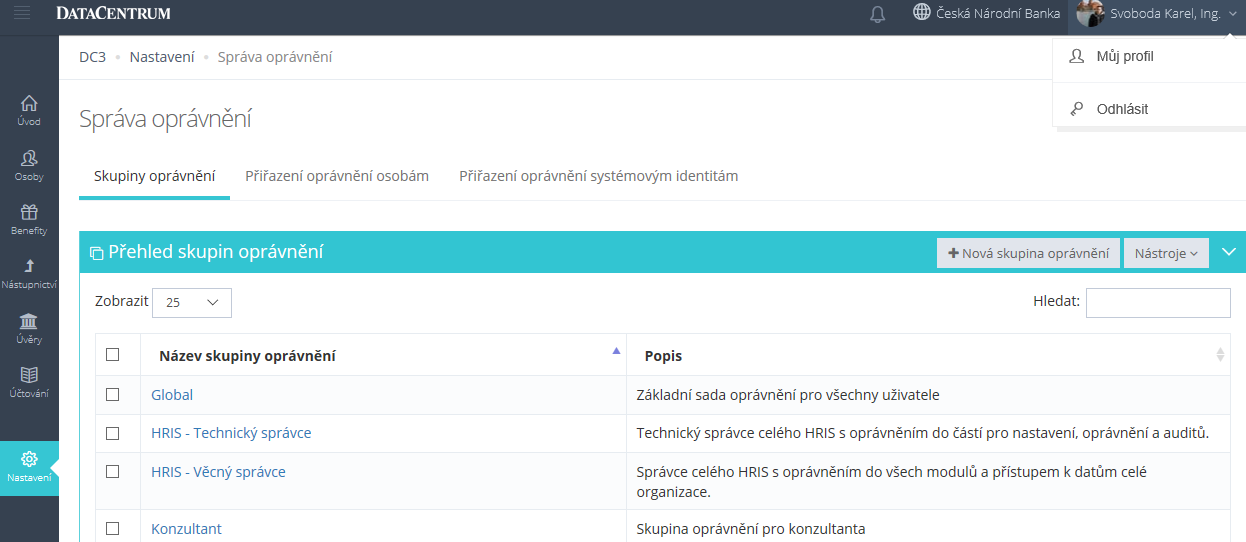 DATACENTRUM
Česká Národní Banka
Svoboda Karel, Ing.
Můj profil
Odhlásit
DC3 • Nastavení • Správa oprávnění
Úvod
Osoby
Benefity
Nástupnictví
Úvěry
Účtování
Nastavení
Správa oprávnění
Skupiny oprávnění
Přiřazení oprávnění osobám
Přiřazení oprávnění systémovým identitám
Přehled skupin oprávnění
Nová skupina oprávnění
Nástroje
Zobrazit 25
Hledat:
Název skupiny oprávnění
Popis
Global
Základní sada oprávnění pro všechny uživatele
HRIS - Technický správce
Technický správce celého HRIS s oprávněním do částí pro nastavení, oprávnění a auditů.
HRIS - Věcný správce
Správce celého HRIS s oprávněním do všech modulů a přístupem k datům celé
organizace.
Konzultant
Skupina oprávnění pro konzultanta